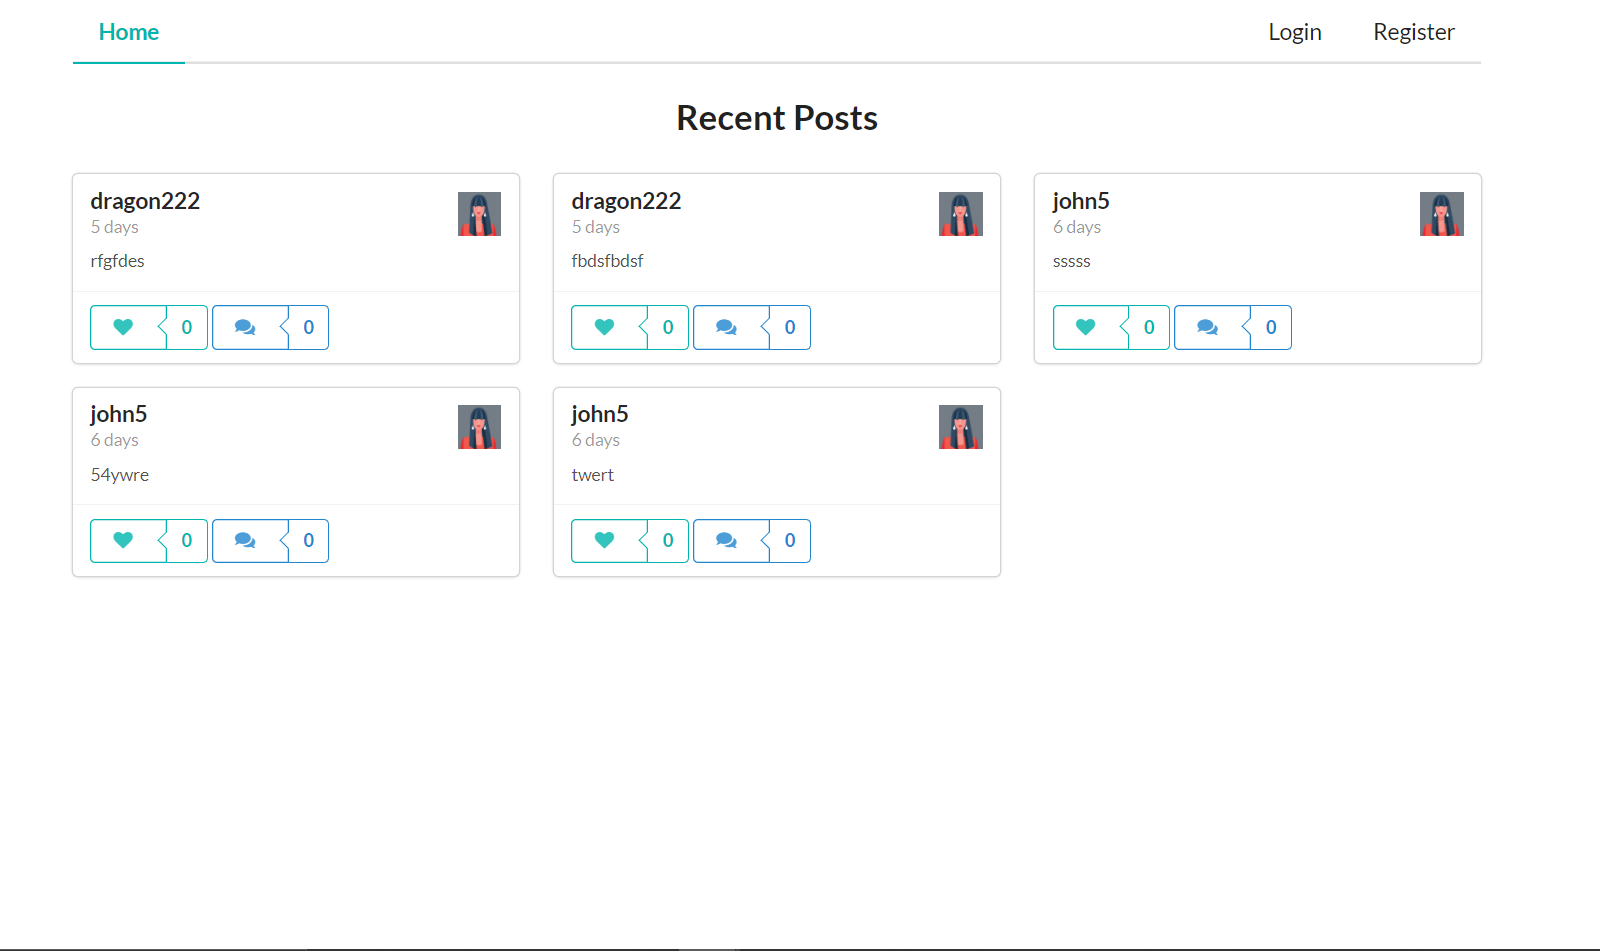 Home Login Register
Recent Posts
dragon222
5 days
rfgfdes
0 0
dragon222
5 days
fbdsfbdsf
0 0
john5
6 days
sssss
0 0
john5
6 days
54ywre
0 0
john5
6 days
twert
0 0